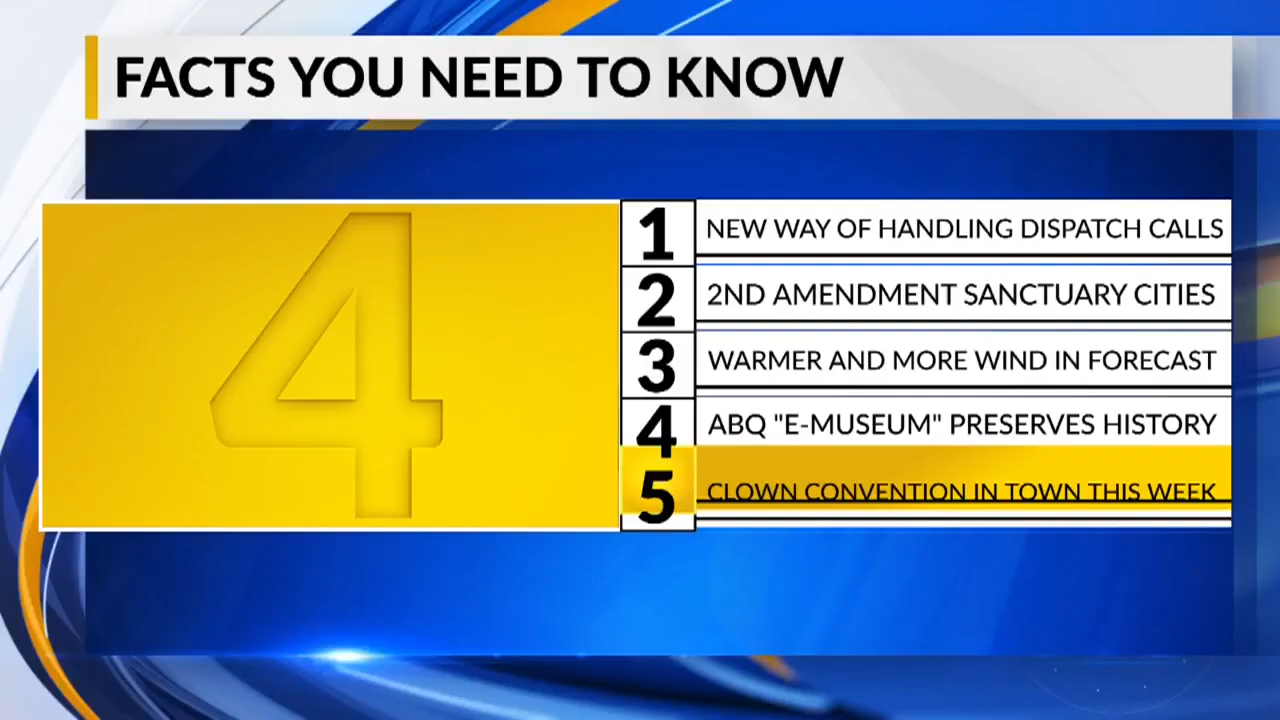 FACTS YOU NEED TO KNOW
4
1 NEW WAY OF HANDLING DISPATCH CALLS
2 2ND AMENDMENT SANCTUARY CITIES
3 WARMER AND MORE WIND IN FORECAST
4 ABQ "E-MUSEUM" PRESERVES HISTORY
5 CLOWN CONVENTION IN TOWN THIS WEEK